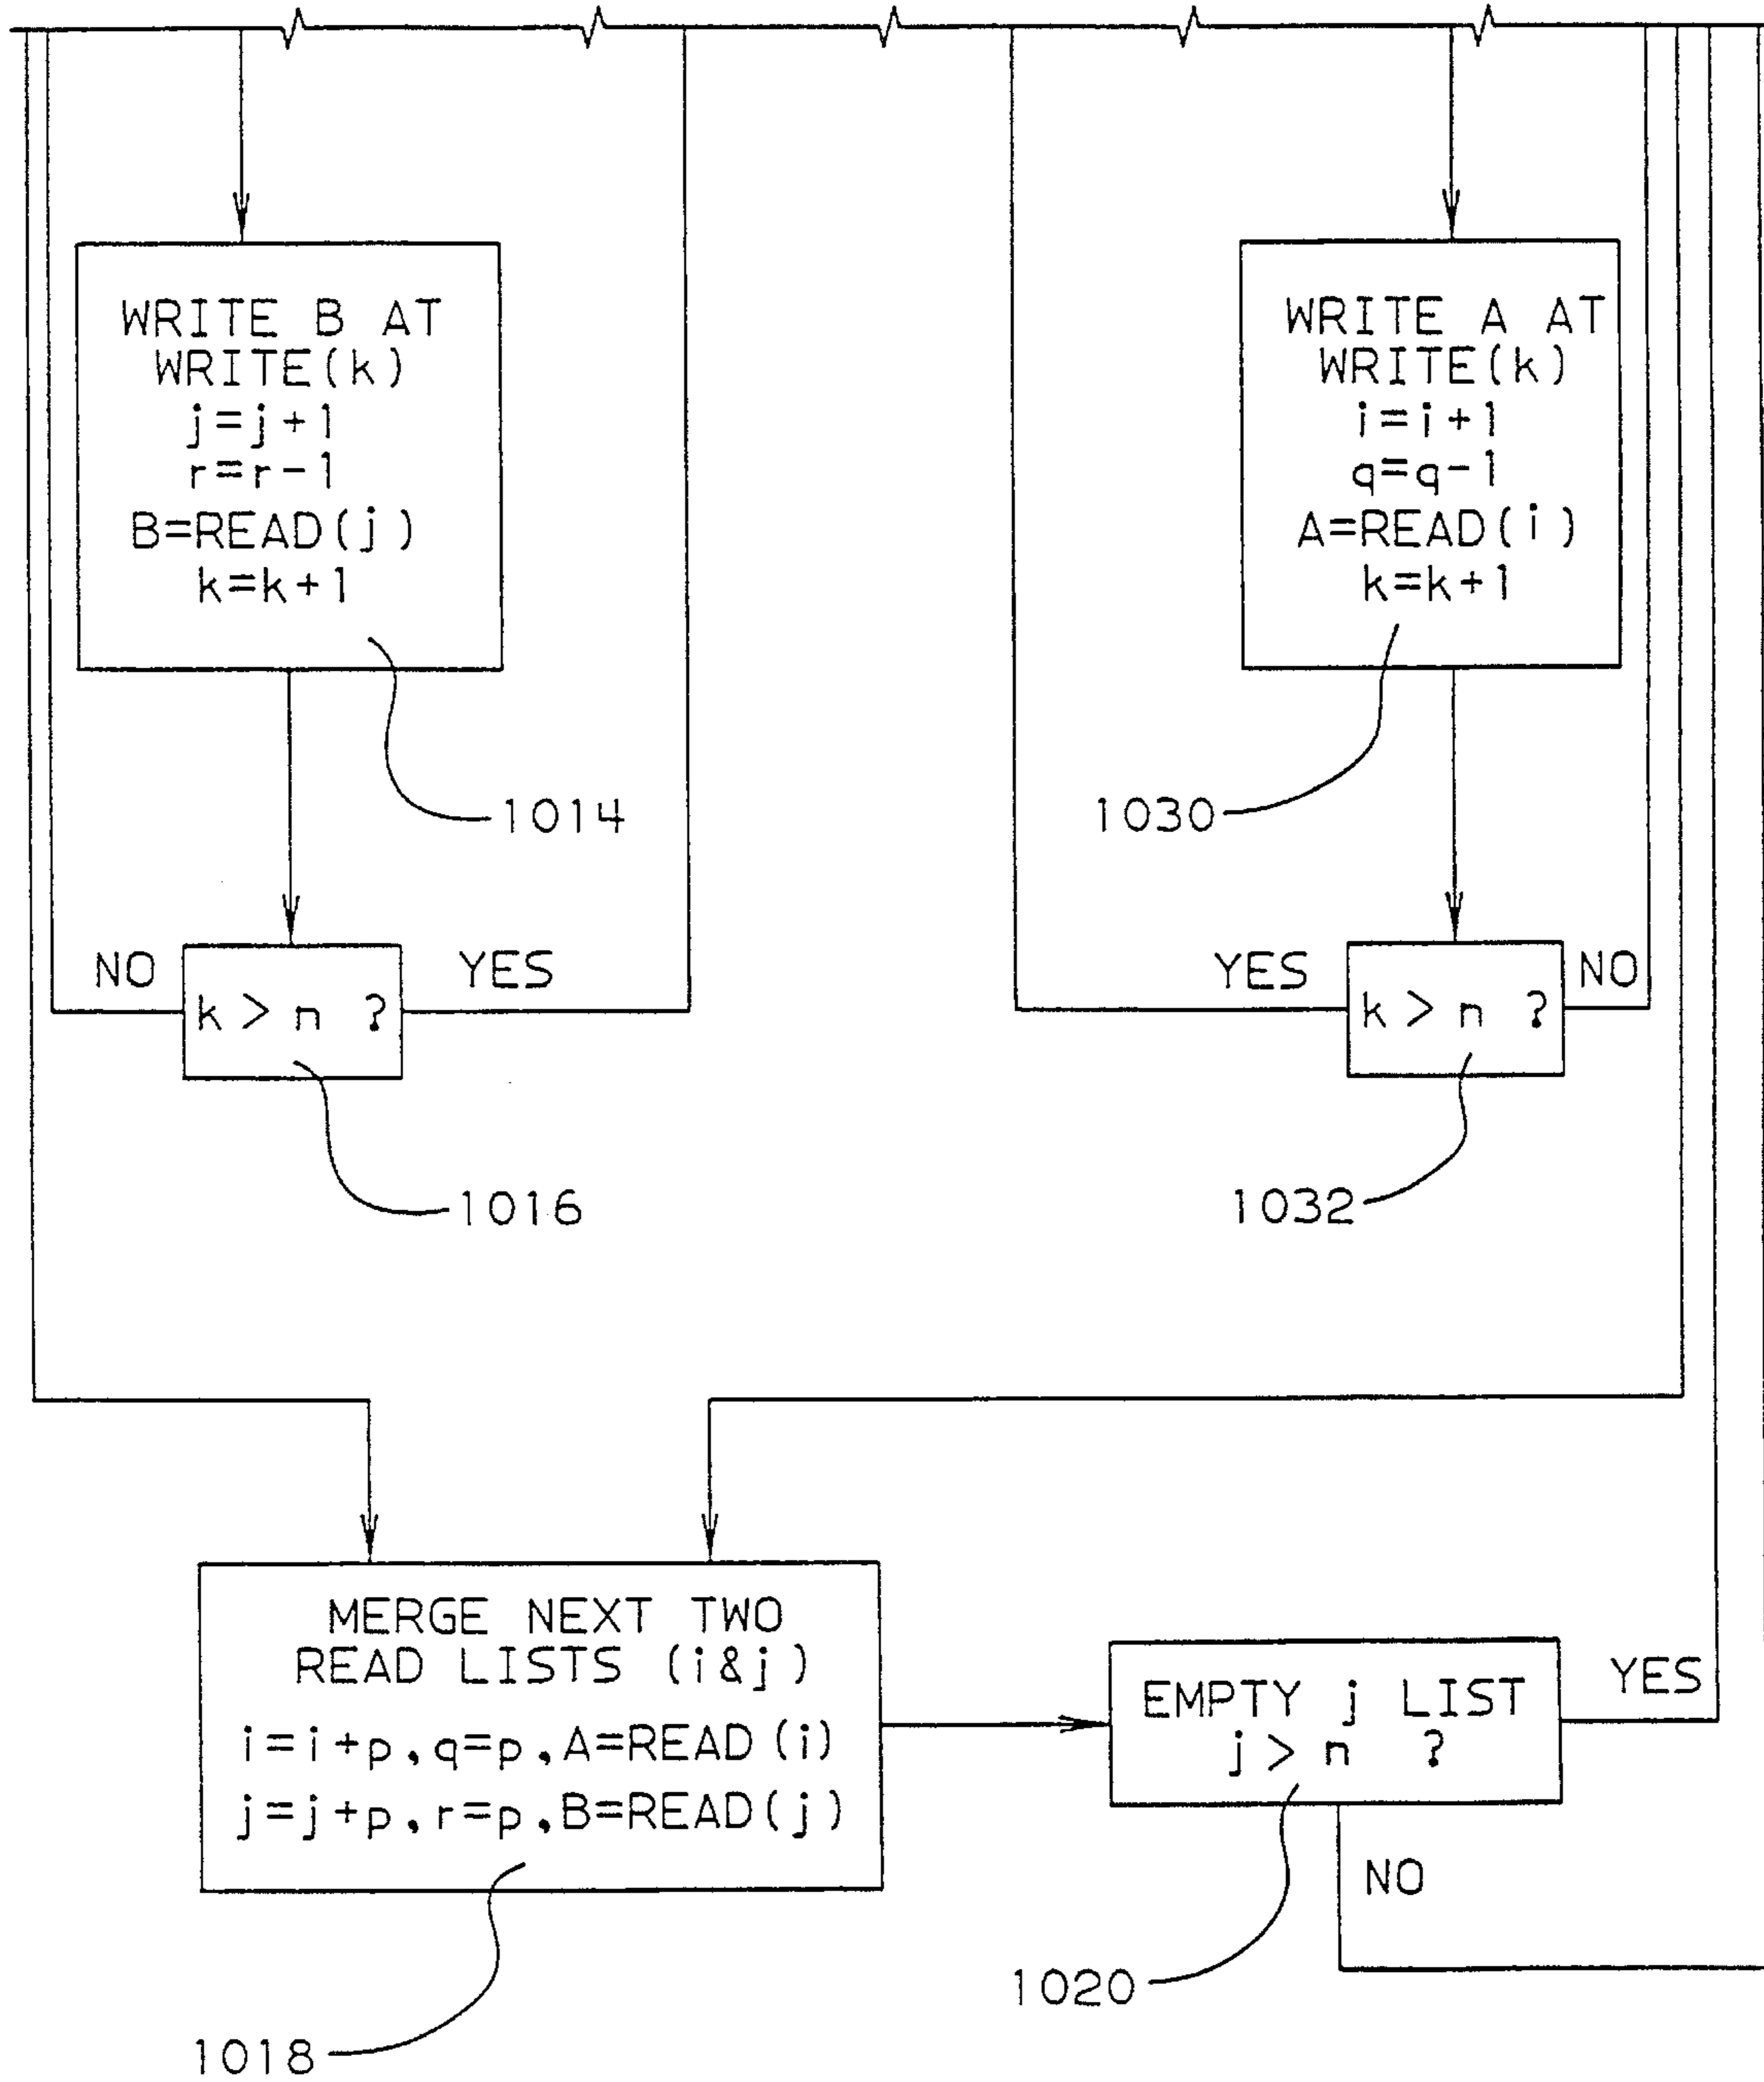 WRITE B AT
WRITE(k)
j=j+1
r=r-1
B=READ(j)
k=k+1
1014
NO
k > n ?
YES
1016
WRITE A AT
WRITE(k)
i=i+1
q=q-1
A=READ(i)
k=k+1
1030
YES
k > n ?
NO
1032
MERGE NEXT TWO
READ LISTS (i&j)
i=i+p, q=p, A=READ(i)
j=j+p, r=p, B=READ(j)
1018
EMPTY j LIST
j > n ?
YES
NO
1020